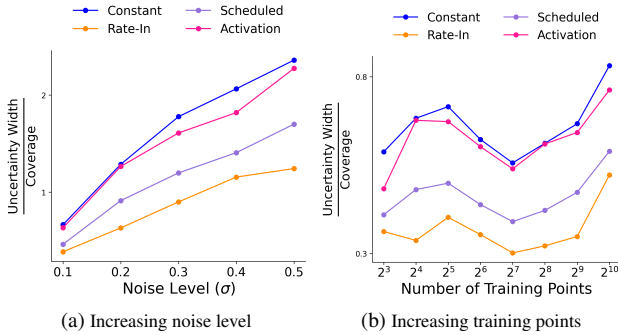 Constant
Scheduled
Rate-In
Activation
Uncertainty Width
Coverage
2
1
0.1 0.2 0.3 0.4 0.5
Noise Level (σ)
(a) Increasing noise level
Constant
Scheduled
Rate-In
Activation
Uncertainty Width
Coverage
0.8
0.3
2^3 2^4 2^5 2^6 2^7 2^8 2^9 2^10
Number of Training Points
(b) Increasing training points